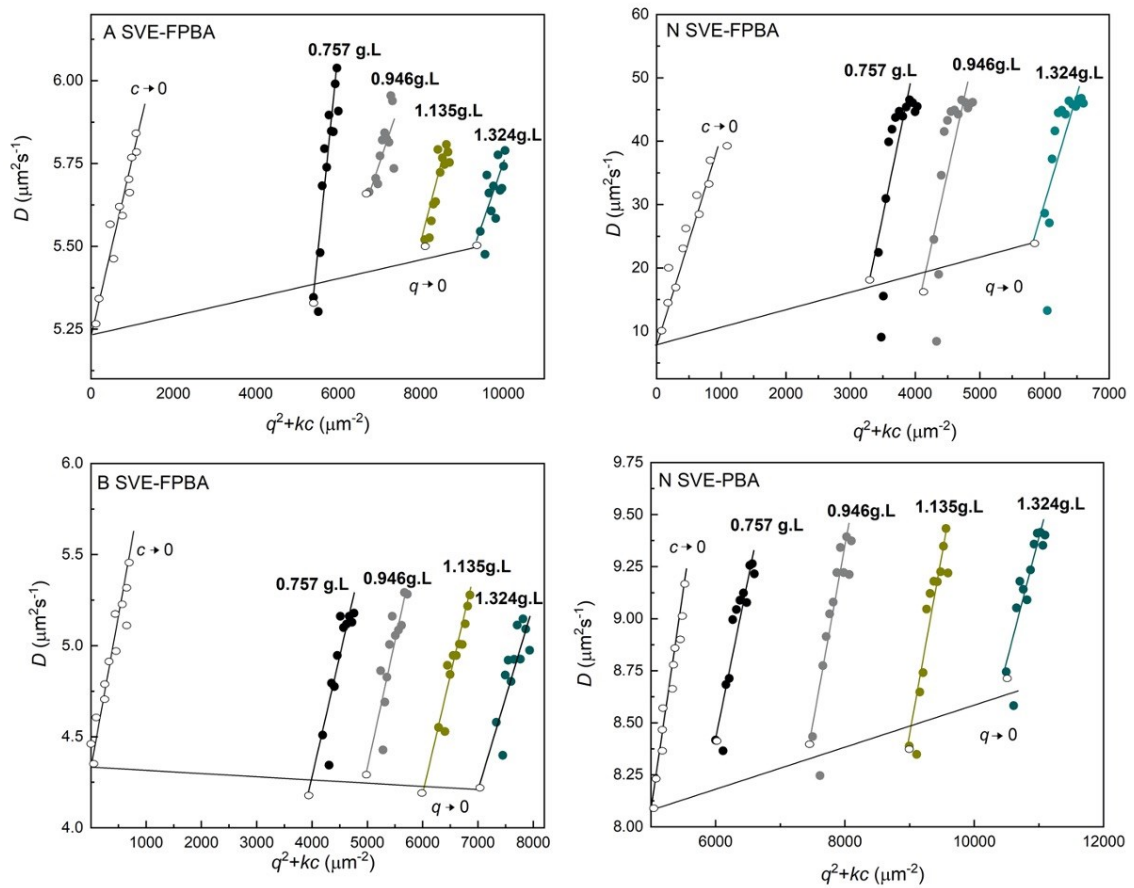 A SVE-FPBA
0.757 g.L
0.946g.L
1.135g.L
1.324g.L
c→0
q→0
6.00
5.75
5.50
5.25
D (μm²s⁻¹)
0 2000 4000 6000 8000 10000
q²+kc (μm⁻²)
N SVE-FPBA
0.757 g.L
0.946g.L
1.324g.L
c→0
q→0
60
50
40
30
20
10
D (μm²s⁻¹)
0 1000 2000 3000 4000 5000 6000 7000
q²+kc (μm⁻²)
B SVE-FPBA
c→0
0.757 g.L
0.946g.L
1.135g.L
1.324g.L
q→0
6.0
5.5
5.0
4.5
4.0
D (μm²s⁻¹)
0 1000 2000 3000 4000 5000 6000 7000 8000
q²+kc (μm⁻²)
N SVE-PBA
c→0
0.757 g.L
0.946g.L
1.135g.L
1.324g.L
q→0
9.75
9.50
9.25
9.00
8.75
8.50
8.25
8.00
D (μm²s⁻¹)
6000 8000 10000 12000
q²+kc (μm⁻²)